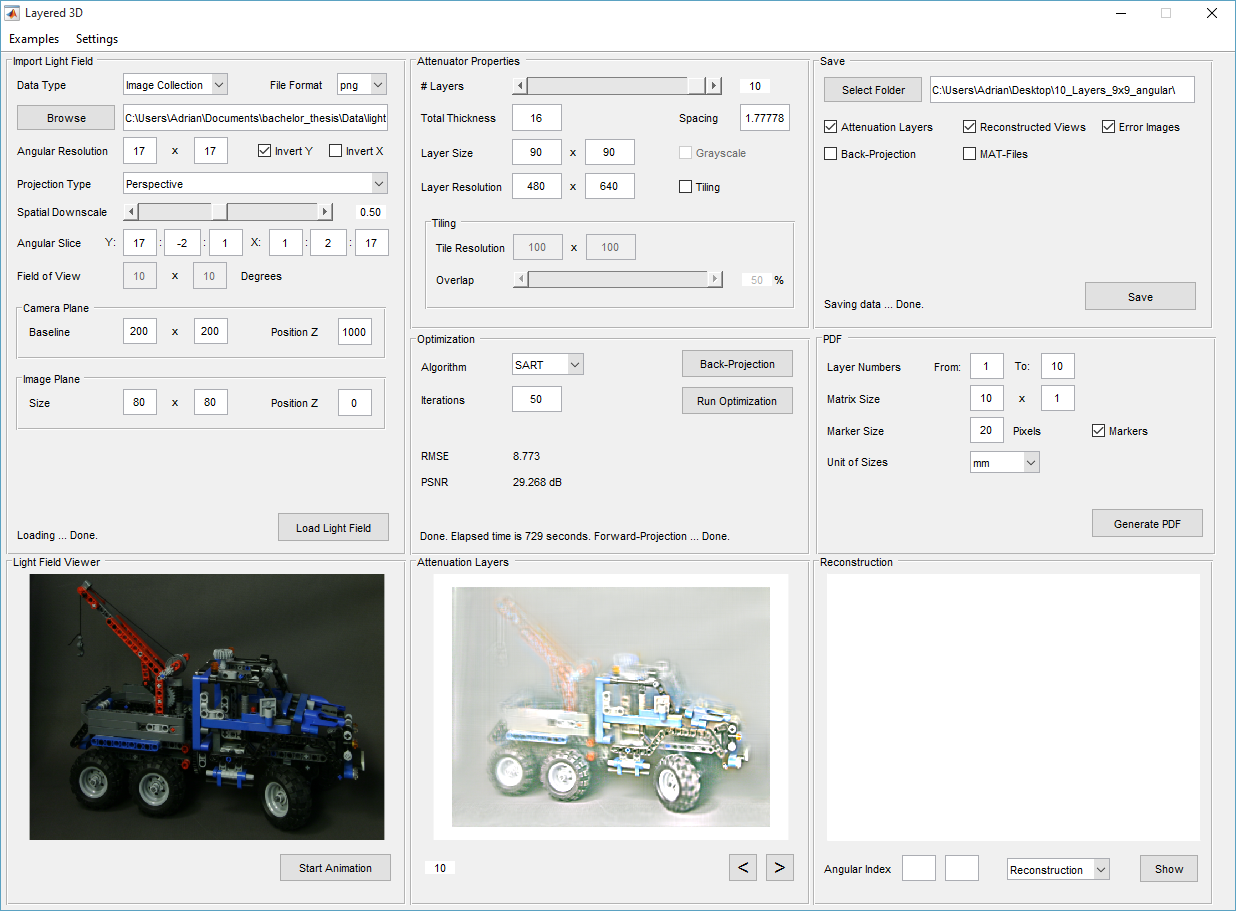 Layered 3D
Examples Settings
Import Light Field
Data Type Image Collection File Format png
Browse C:\Users\Adrian\Documents\bachelor_thesis\Data\light
Angular Resolution 17 x 17 Invert Y Invert X
Projection Type Perspective
Spatial Downscale 0.50
Angular Slice Y: 17 : -2 : 1 X: 1 : 2 : 17
Field of View 10 x 10 Degrees
Camera Plane
Baseline 200 x 200 Position Z 1000
Image Plane
Size 80 x 80 Position Z 0
Loading ... Done. Load Light Field
Attenuator Properties
# Layers 10
Total Thickness 16 Spacing 1.77778
Layer Size 90 x 90 Grayscale
Layer Resolution 480 x 640 Tiling
Tiling
Tile Resolution 100 x 100
Overlap 50 %
Save
Select Folder C:\Users\Adrian\Desktop\10_Layers_9x9_angular\
Attenuation Layers Reconstructed Views Error Images
Back-Projection MAT-Files
Saving data ... Done. Save
Optimization
Algorithm SART Back-Projection
Iterations 50 Run Optimization
RMSE 8.773
PSNR 29.268 dB
Done. Elapsed time is 729 seconds. Forward-Projection ... Done.
PDF
Layer Numbers From: 1 To: 10
Matrix Size 10 x 1
Marker Size 20 Pixels Markers
Unit of Sizes mm
Generate PDF
Light Field Viewer
Start Animation
Attenuation Layers
10 < >
Reconstruction
Angular Index Reconstruction Show